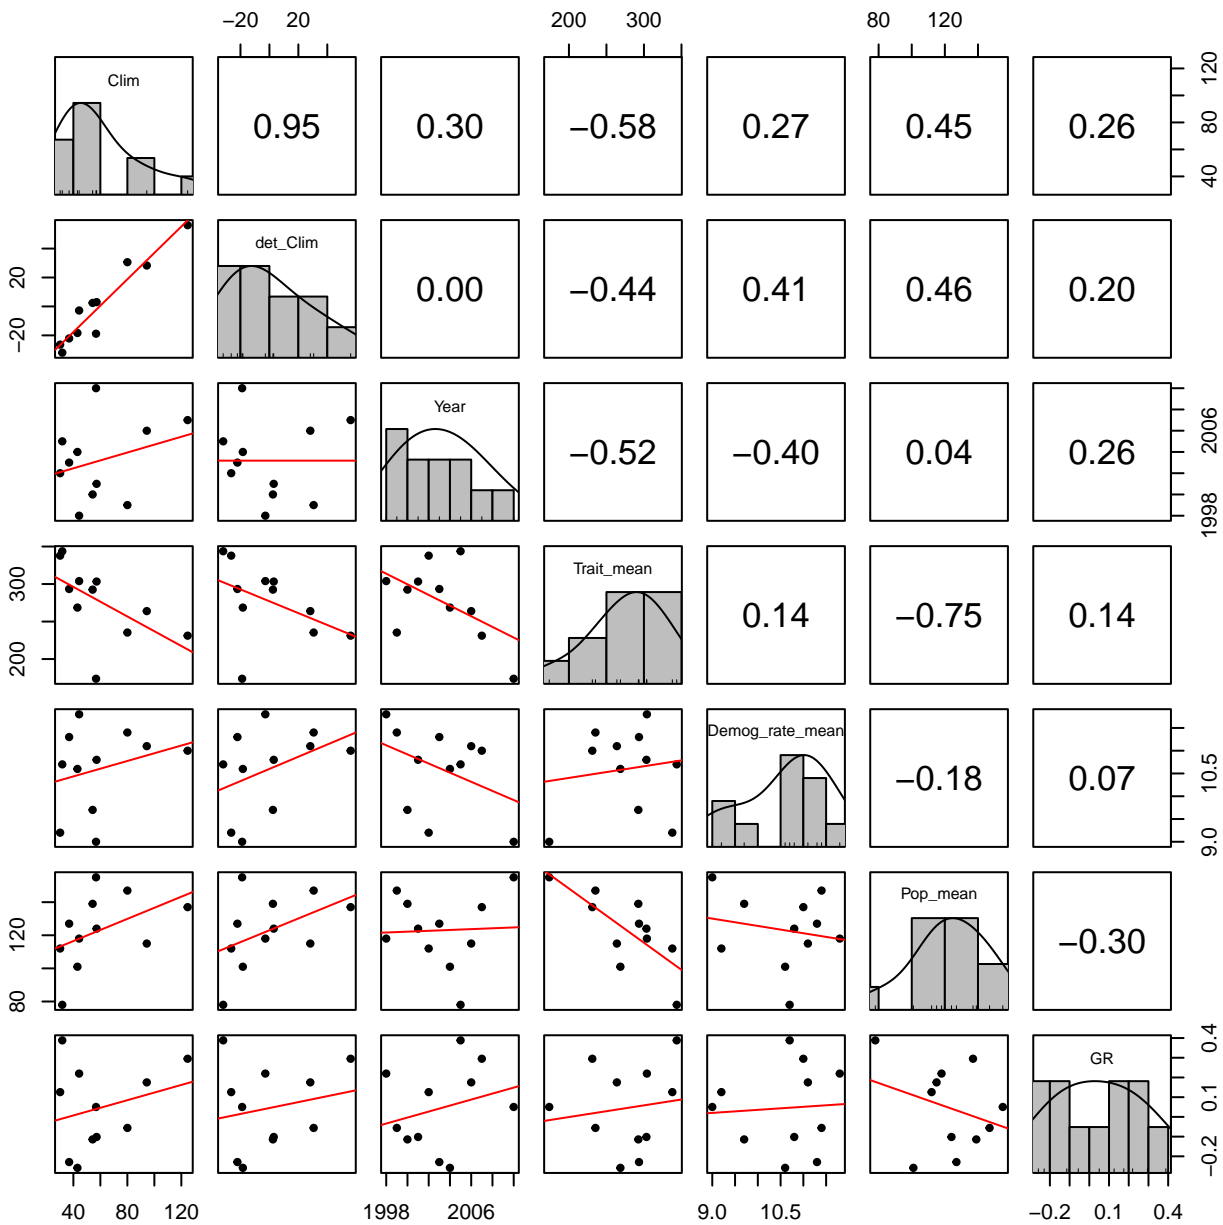 −20 20 200 300 80 120
Clim 0.95 0.30 −0.58 0.27 0.45 0.26 40 80 120
−20 20 det_Clim 0.00 −0.44 0.41 0.46 0.20
Year −0.52 −0.40 0.04 0.26 1998 2006
200 300 Trait_mean 0.14 −0.75 0.14
Demog_rate_mean −0.18 0.07 9.0 10.5
80 120 Pop_mean −0.30
GR −0.2 0.1 0.4
40 80 120 1998 2006 9.0 10.5 −0.2 0.1 0.4